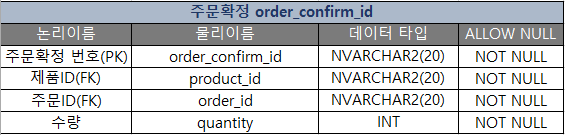 주문확정 order_confirm_id
논리이름 물리이름 데이터 타입 ALLOW NULL
주문확정 번호(PK) order_confirm_id NVARCHAR2(20) NOT NULL
제품ID(FK) product_id NVARCHAR2(20) NOT NULL
주문ID(FK) order_id NVARCHAR2(20) NOT NULL
수량 quantity INT NOT NULL